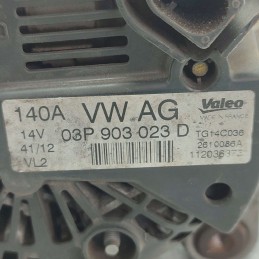 140A VW AG Valeo
14V 03P 903 023 D TG14C036
41/12 2610086A
VL2